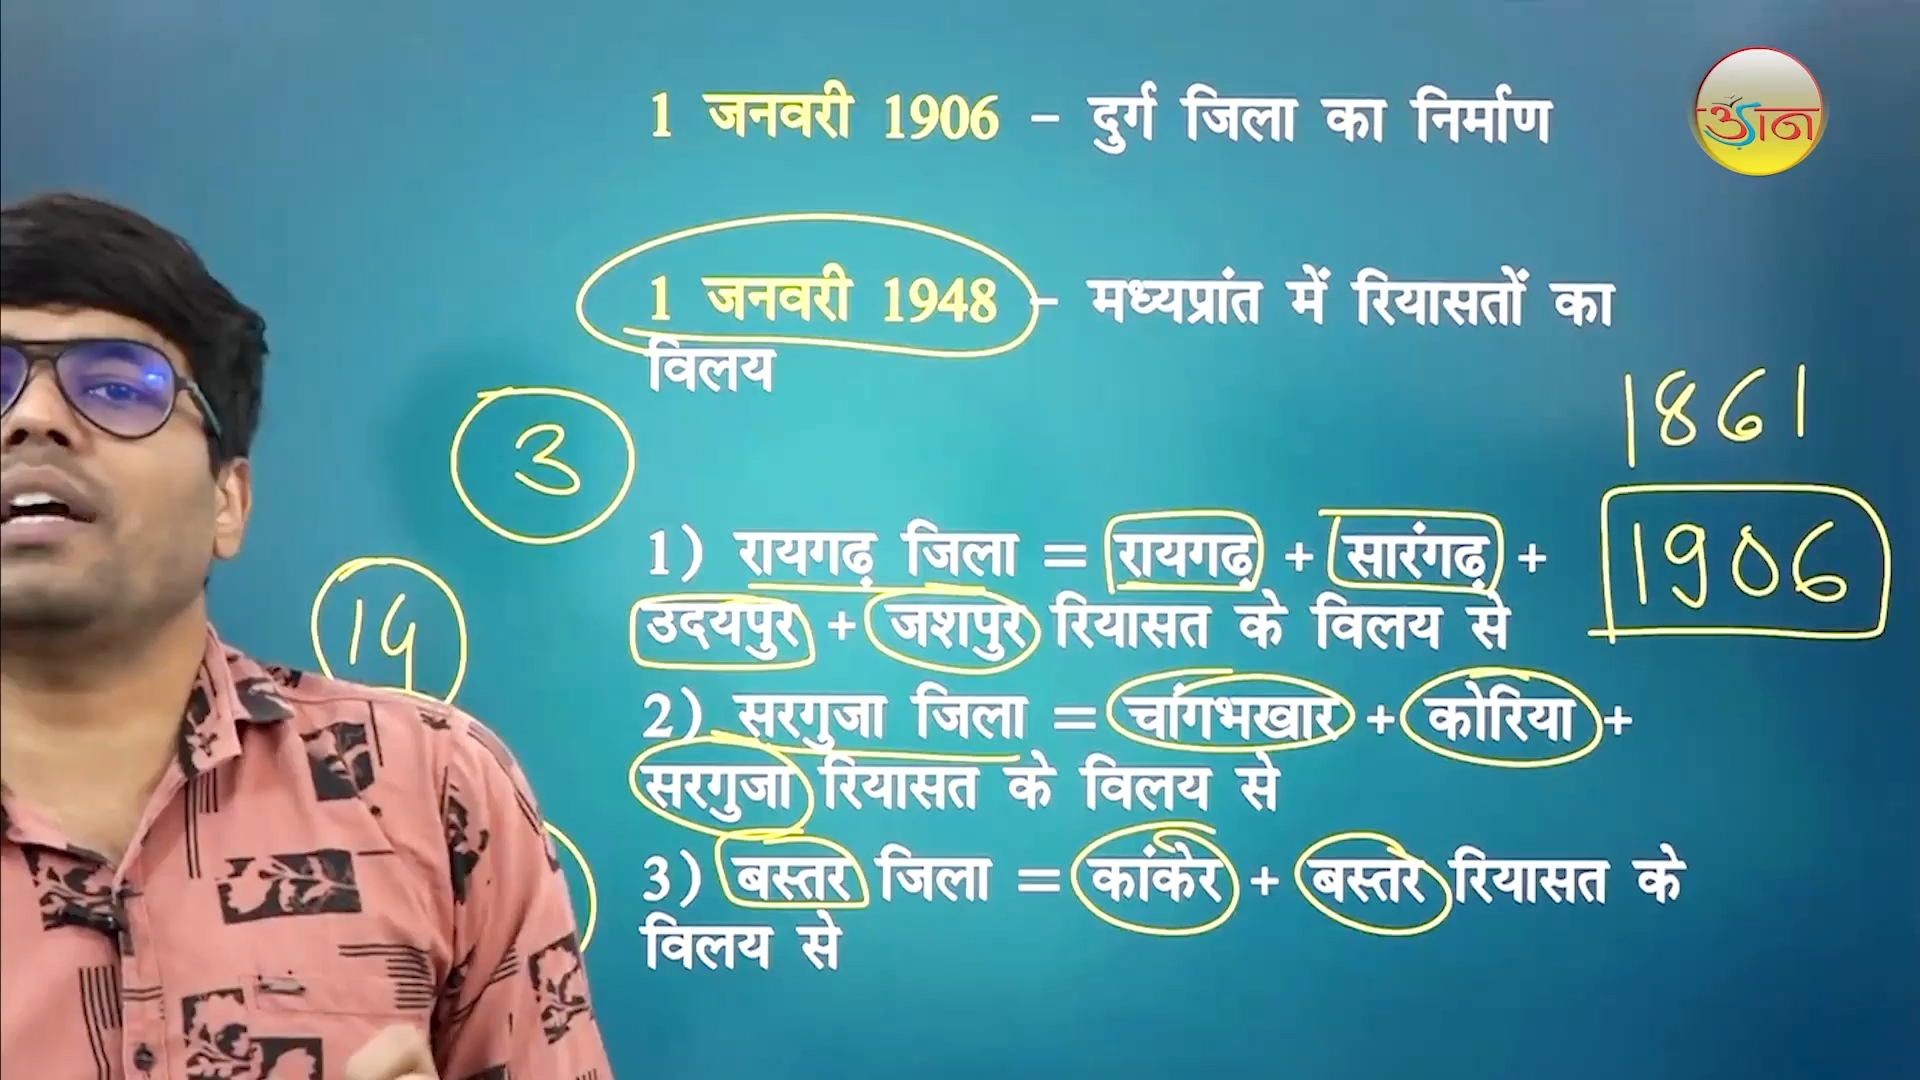 1 जनवरी 1906 – दुर्ग जिला का निर्माण
उड़ान
1 जनवरी 1948 – मध्यप्रांत में रियासतों का
विलय
1861
3
1906
1) रायगढ़ जिला = रायगढ़ + सारंगढ़ +
उदयपुर + जशपुर रियासत के विलय से
2) सरगुजा जिला = चांगभखार + कोरिया +
सरगुजा रियासत के विलय से
3) बस्तर जिला = कांकेर + बस्तर रियासत के
विलय से